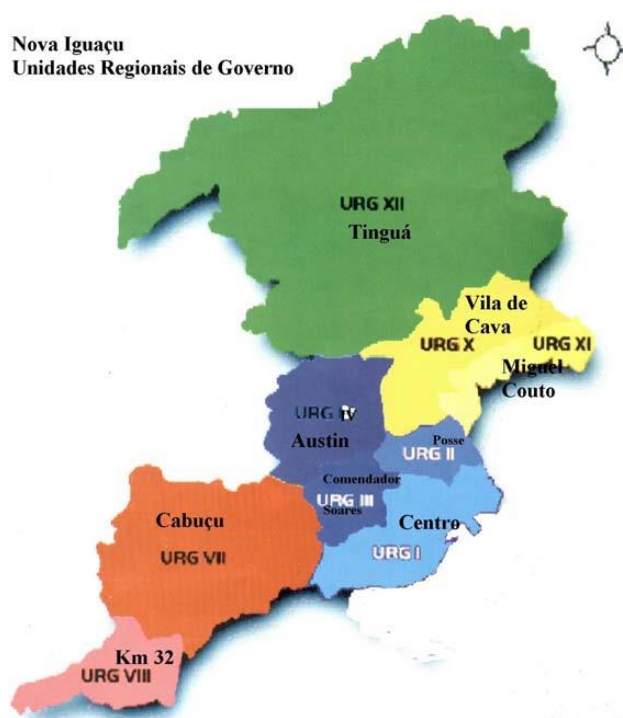 Nova Iguaçu
Unidades Regionais de Governo
URG XII
Tinguá
Vila de
Cava
URG X
URG XI
Miguel
Couto
URG IV
Austin
Posse
URG II
Comendador
URG III
Soares
Centro
URG I
Cabuçu
URG VII
Km 32
URG VIII